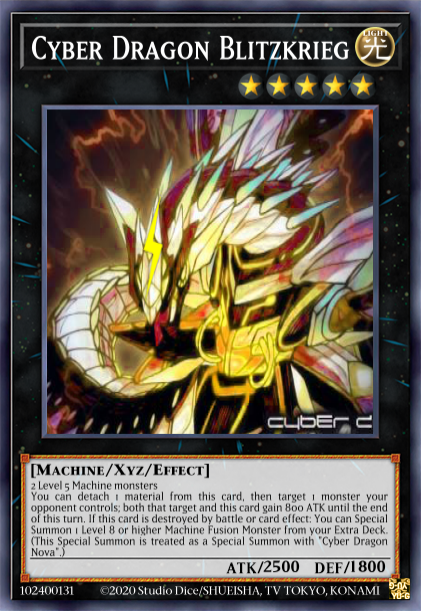 CYBER DRAGON BLITZKRIEG
LIGHT
光
cybEr d
[MACHINE/XYZ/EFFECT]
2 Level 5 Machine monsters
You can detach 1 material from this card, then target 1 monster your
opponent controls; both that target and this card gain 800 ATK until the end
of this turn. If this card is destroyed by battle or card effect: You can Special
Summon 1 Level 8 or higher Machine Fusion Monster from your Extra Deck.
(This Special Summon is treated as a Special Summon with "Cyber Dragon
Nova".)
ATK/2500 DEF/1800
102400131 ©2020 Studio Dice/SHUEISHA, TV TOKYO, KONAMI